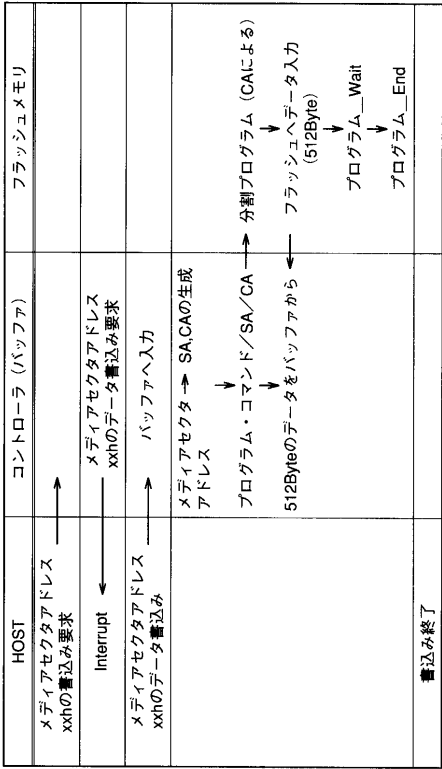 HOST
コントローラ (バッファ)
フラッシュメモリ
メディアセクタアドレス
xxhの書込み要求
Interrupt
メディアセクタアドレス
xxhのデータ書込み要求
メディアセクタアドレス
xxhのデータ書込み
バッファへ入力
メディアセクタ
アドレス
SA,CAの生成
プログラム・コマンド/SA/CA
分割プログラム (CAによる)
512Byteのデータをバッファから
フラッシュへデータ入力
(512Byte)
プログラム__Wait
プログラム__End
書込み終了